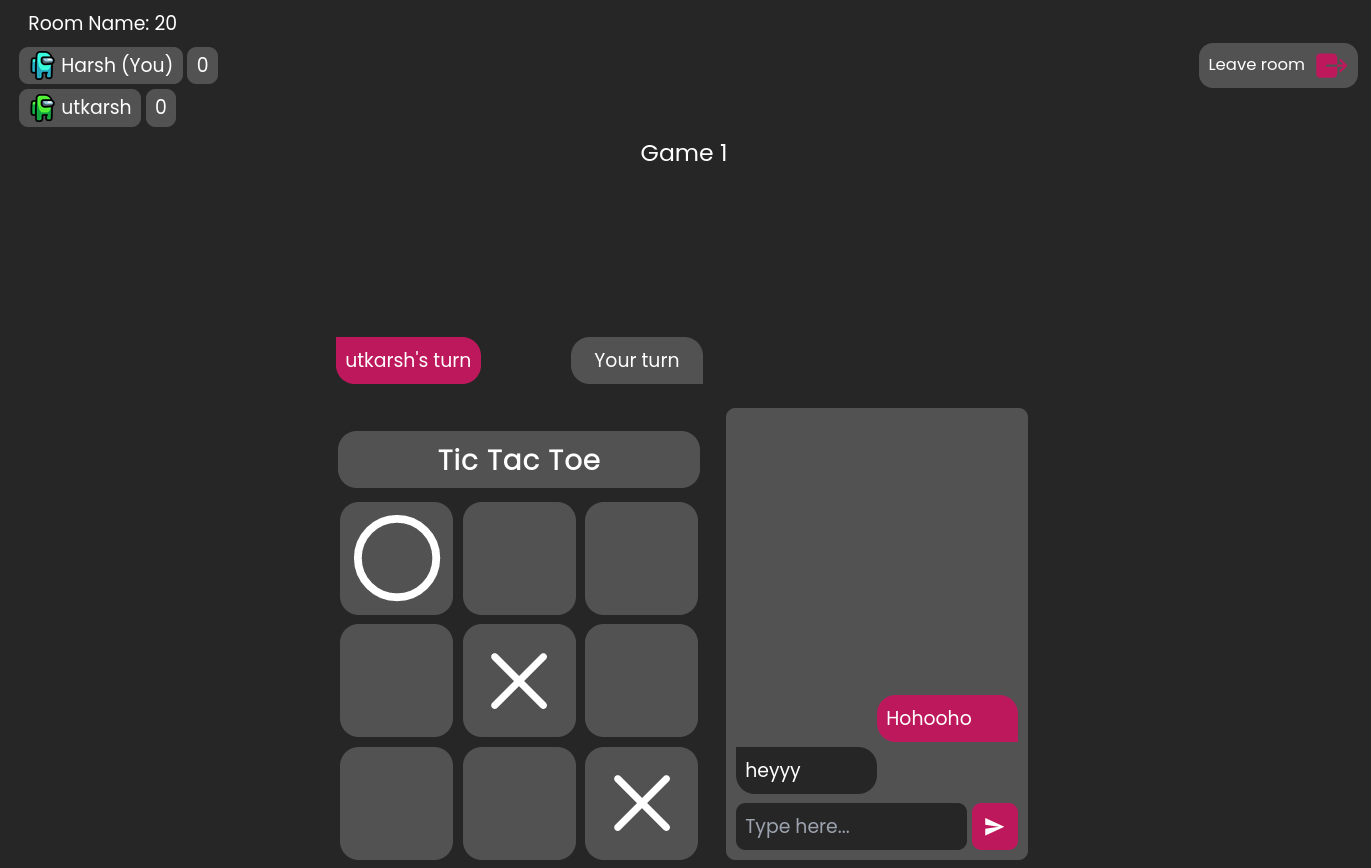 Room Name: 20
Harsh (You) 0
utkarsh 0
Leave room
Game 1
utkarsh's turn
Your turn
Tic Tac Toe
Hohooho
heyyy
Type here...